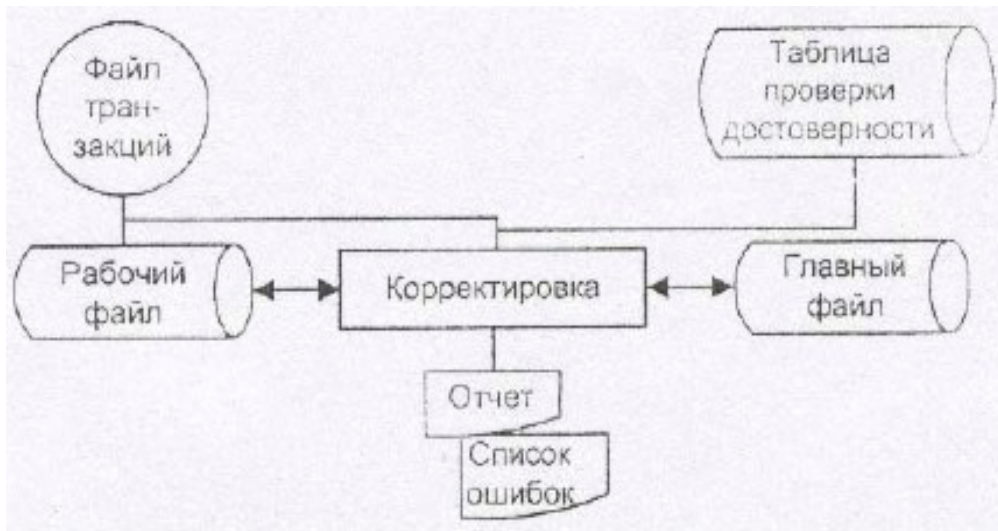 Файл
тран-
закций
Таблица
проверки
достоверности
Рабочий
файл
Корректировка
Главный
файл
Отчет
Список
ошибок